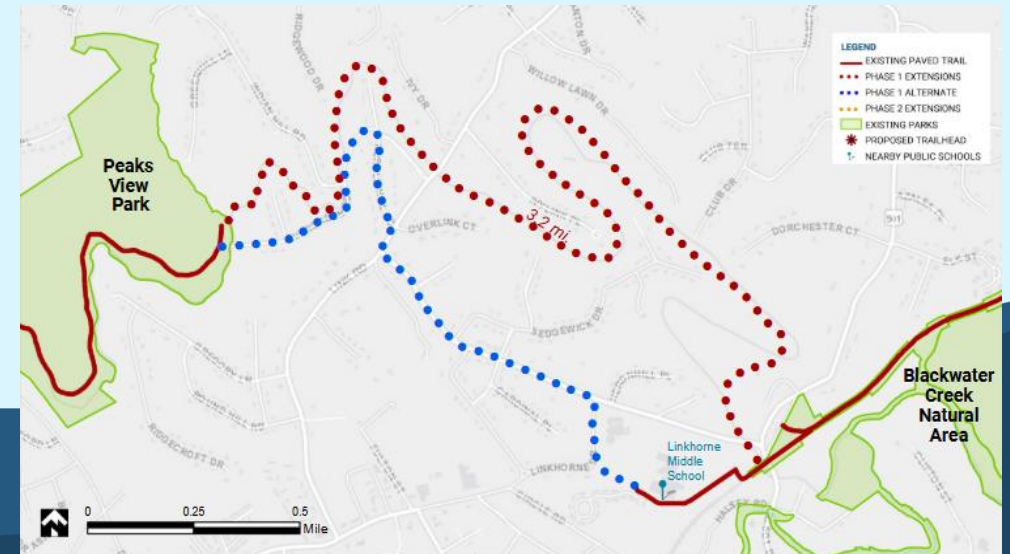 RIDGEWOOD DR
IVY DR
WILLOW LAWN DR
LEGEND
EXISTING PAVED TRAIL
PHASE 1 EXTENSIONS
PHASE 1 ALTERNATE
PHASE 2 EXTENSIONS
EXISTING PARKS
PROPOSED TRAILHEAD
NEARBY PUBLIC SCHOOLS
Peaks
View
Park
CLUB DR
501
OVERLINK CT
3.2 mi.
DORCHESTER CT
SEDGEWICK DR
Blackwater
Creek
Natural
Area
RIDGECROFT DR
LINKHORNE
Linkhorne
Middle
School
HALSEY RD
0
0.25
0.5
Mile